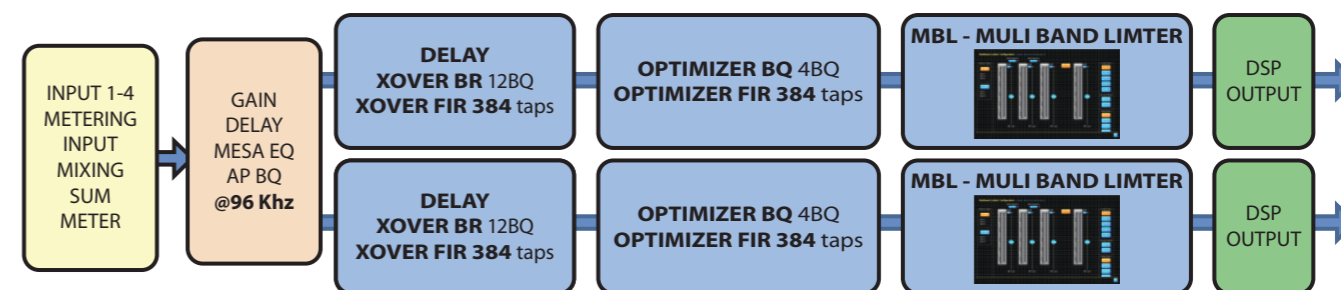 INPUT 1-4
METERING
INPUT
MIXING
SUM
METER
GAIN
DELAY
MESA EQ
AP BQ
@96 Khz
DELAY
XOVER BR 12BQ
XOVER FIR 384 taps
OPTIMIZER BQ 4BQ
OPTIMIZER FIR 384 taps
MBL - MULI BAND LIMTER
DSP
OUTPUT
DELAY
XOVER BR 12BQ
XOVER FIR 384 taps
OPTIMIZER BQ 4BQ
OPTIMIZER FIR 384 taps
MBL - MULI BAND LIMTER
DSP
OUTPUT